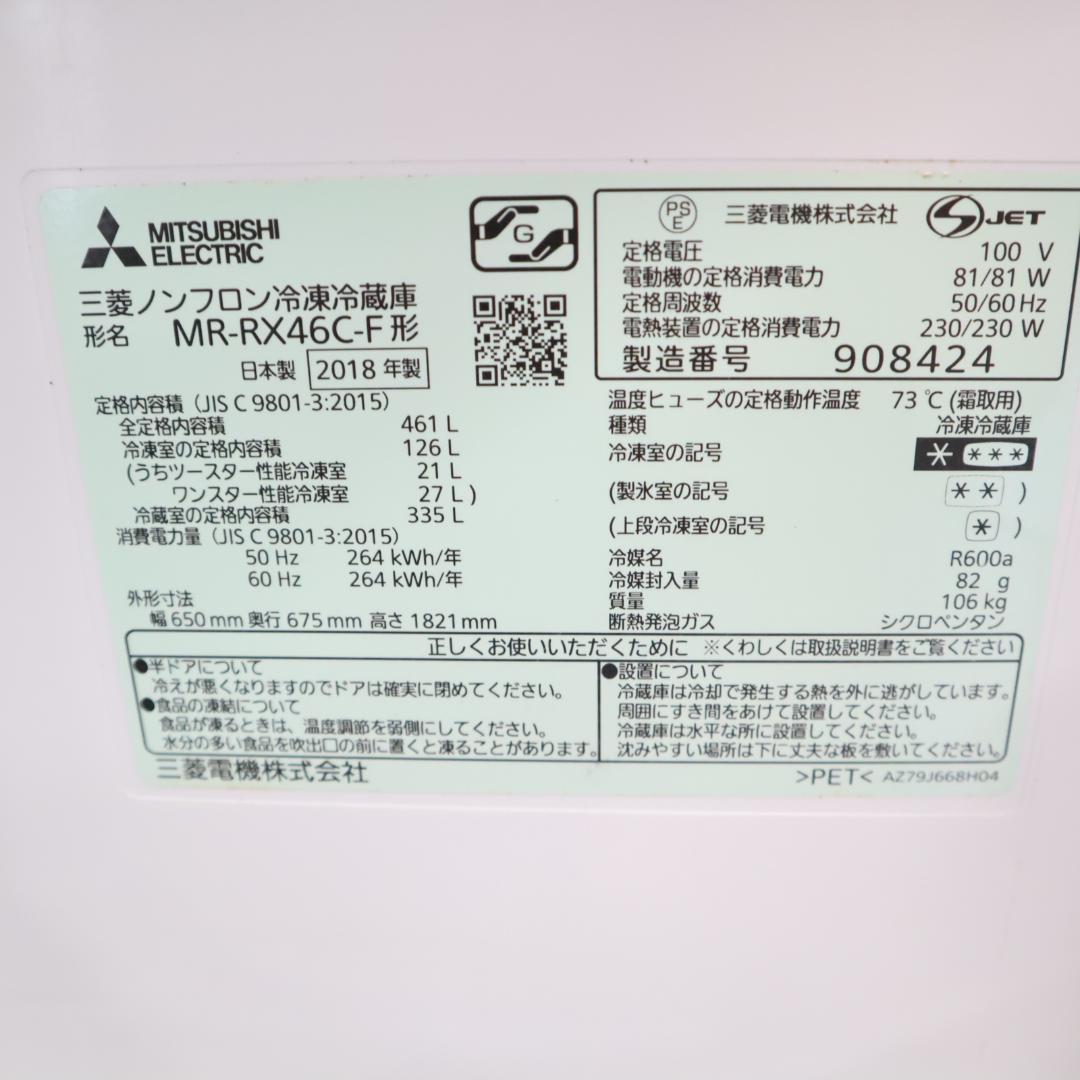 MITSUBISHI
ELECTRIC
三菱ノンフロン冷凍冷蔵庫
形名 MR-RX46C-F形
日本製 2018 年製
定格内容積（JIS C 9801-3:2015）
全定格内容積 461 L
冷凍室の定格内容積 126 L
(うちツースター性能冷凍室 21 L
ワンスター性能冷凍室 27 L )
冷蔵室の定格内容積 335 L
消費電力量（JIS C 9801-3:2015）
50 Hz 264 kWh/年
60 Hz 264 kWh/年
外形寸法
幅 650 mm 奥行 675 mm 高さ 1821 mm
G
PS
E
三菱電機株式会社
S JET
定格電圧 100 V
電動機の定格消費電力 81/81 W
定格周波数 50/60 Hz
電熱装置の定格消費電力 230/230 W
製造番号 908424
温度ヒューズの定格動作温度 73 ℃ (霜取用)
種類 冷凍冷蔵庫
冷凍室の記号 * ***
(製氷室の記号 ** )
(上段冷凍室の記号 * )
冷媒名 R600a
冷媒封入量 82 g
質量 106 kg
断熱発泡ガス シクロペンタン
正しくお使いいただくために ※くわしくは取扱説明書をご覧ください
●半ドアについて
冷えが悪くなりますのでドアは確実に閉めてください。
●食品の凍結について
食品が凍るときは、温度調節を弱側にしてください。
水分の多い食品を吹出口の前に置くと凍ることがあります。
●設置について
冷蔵庫は冷却で発生する熱を外に逃がしています。
周囲にすき間をあけて設置してください。
冷蔵庫は水平な所に設置してください。
沈みやすい場所は下に丈夫な板を敷いてください。
三菱電機株式会社
>PET< AZ79J668H04